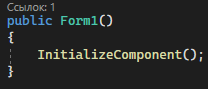 Ссылок: 1
public Form1()
{
InitializeComponent();
}